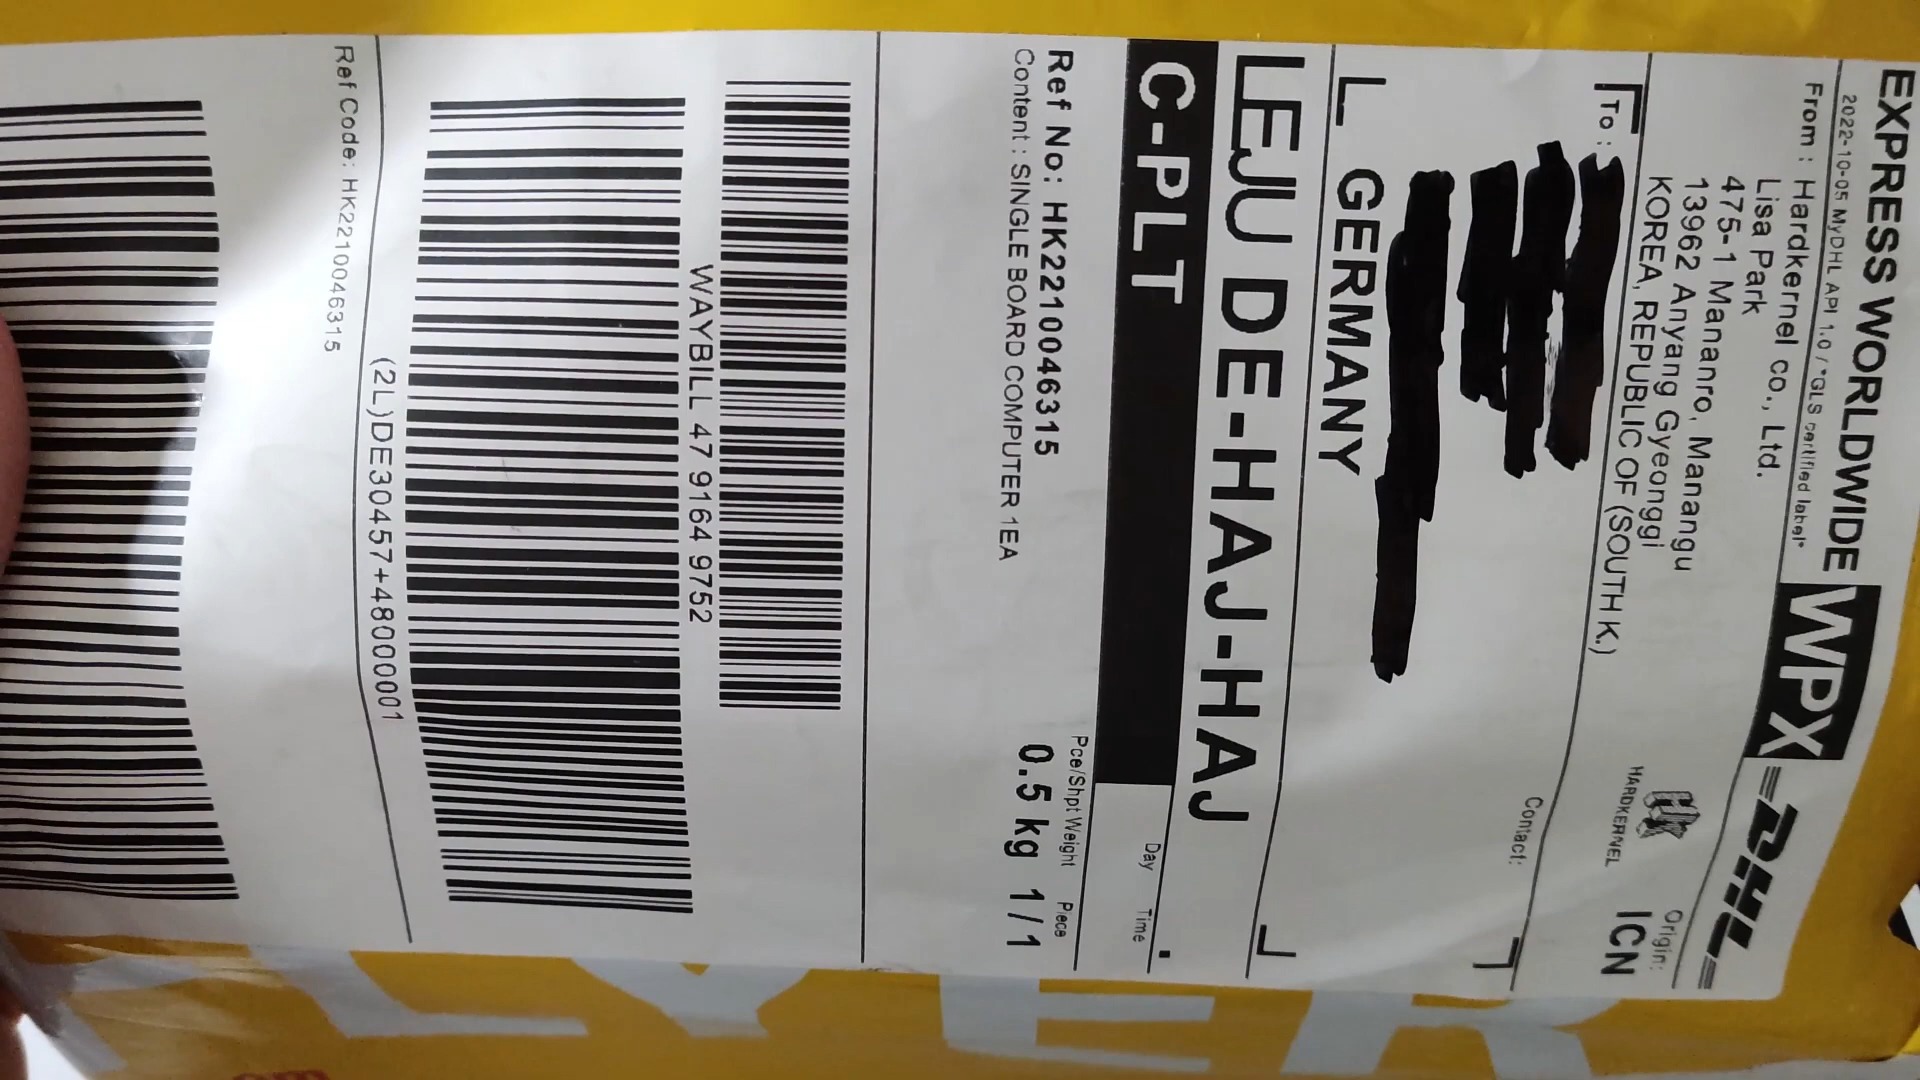 EXPRESS WORLDWIDE WPX DHL
2022-10-05 MyDHL API 1.0 / *GLS certified label*
From : Hardkernel co., Ltd.
Lisa Park
475-1 Mananro, Manangu
13962 Anyang Gyeonggi
KOREA, REPUBLIC OF (SOUTH K.)
HARDKERNEL
Origin:
ICN
To :
Contact:
GERMANY
LEJU DE-HAJ-HAJ
C-PLT
Day Time
Ref No: HK2210046315
Content : SINGLE BOARD COMPUTER 1EA
Pce/Shpt Weight Piece
0.5 kg 1/1
WAYBILL 47 9164 9752
(2L)DE30457+48000001
Ref Code: HK2210046315